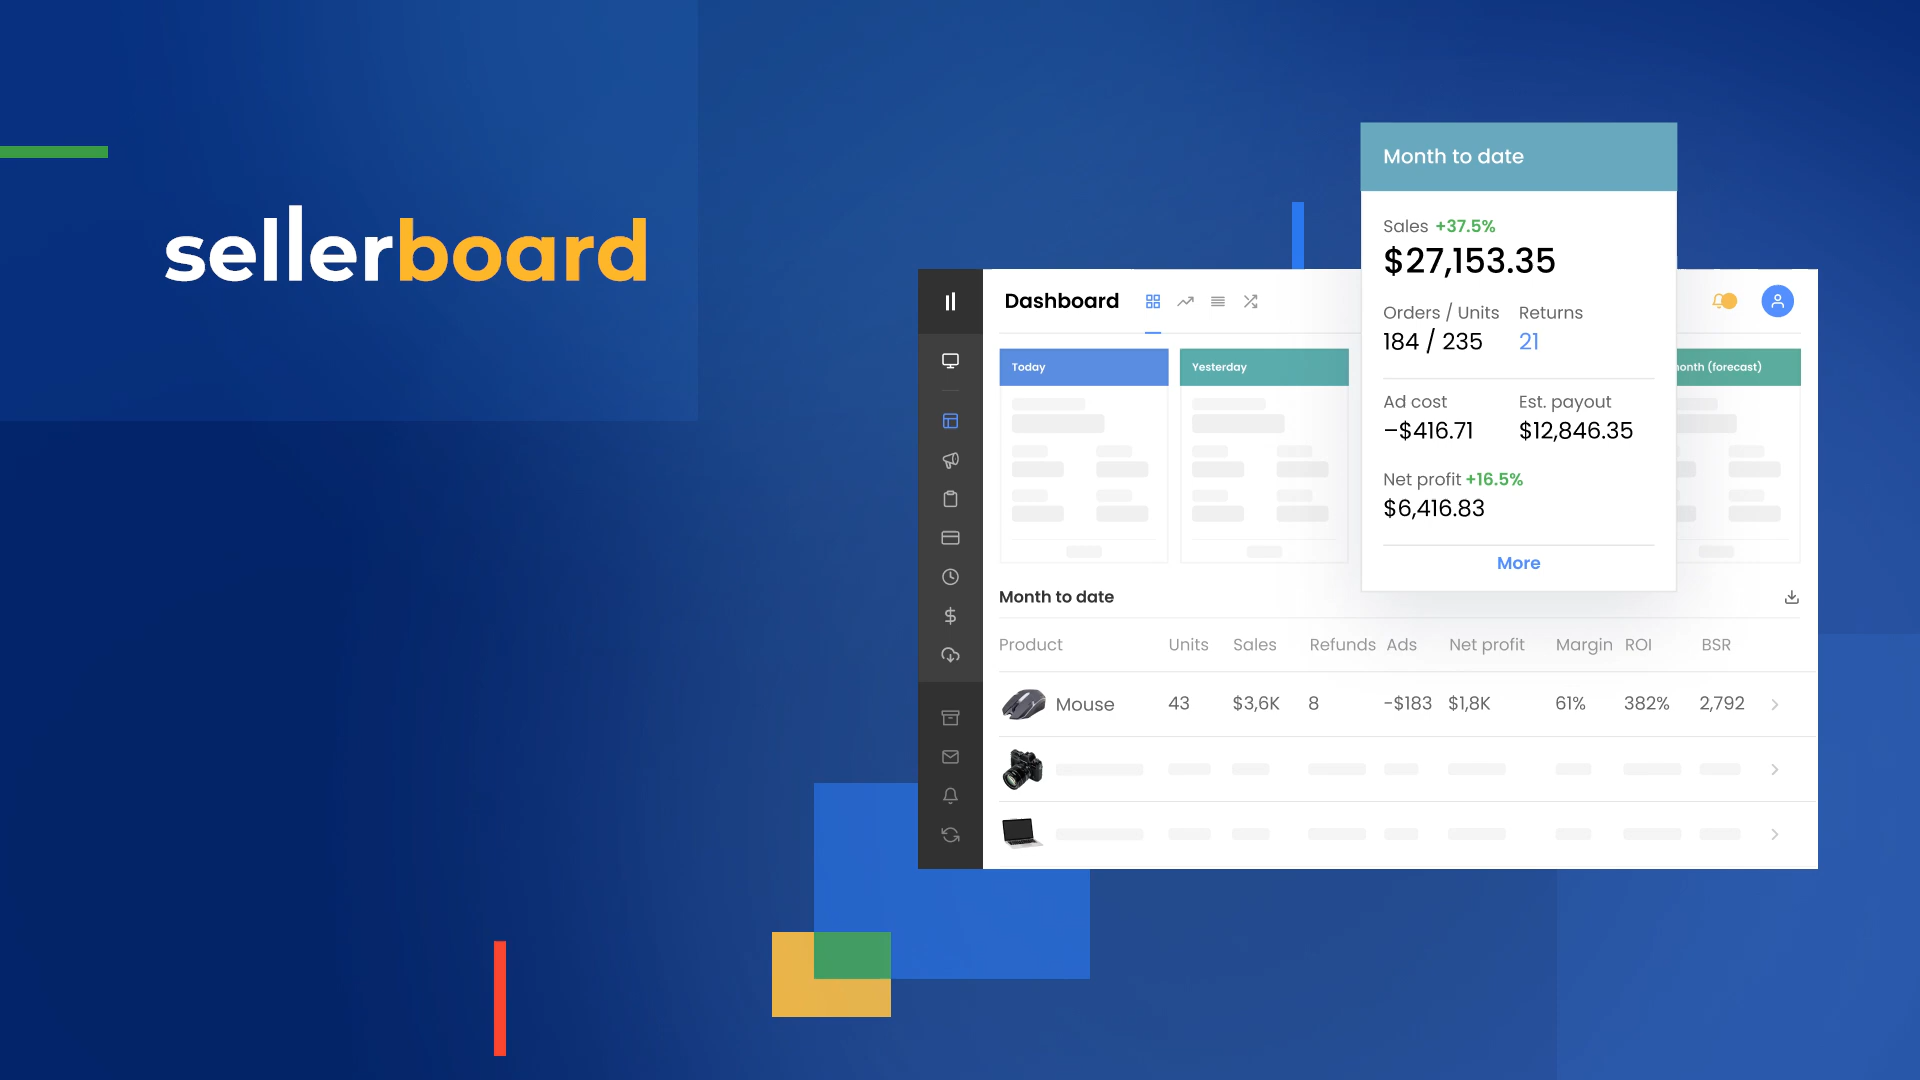 sellerboard
Month to date
Sales +37.5%
$27,153.35
Orders / Units Returns
184 / 235 21
Ad cost Est. payout
–$416.71 $12,846.35
Net profit +16.5%
$6,416.83
More
Dashboard
Today Yesterday onth (forecast)
Month to date
Product Units Sales Refunds Ads Net profit Margin ROI BSR
Mouse 43 $3,6K 8 -$183 $1,8K 61% 382% 2,792